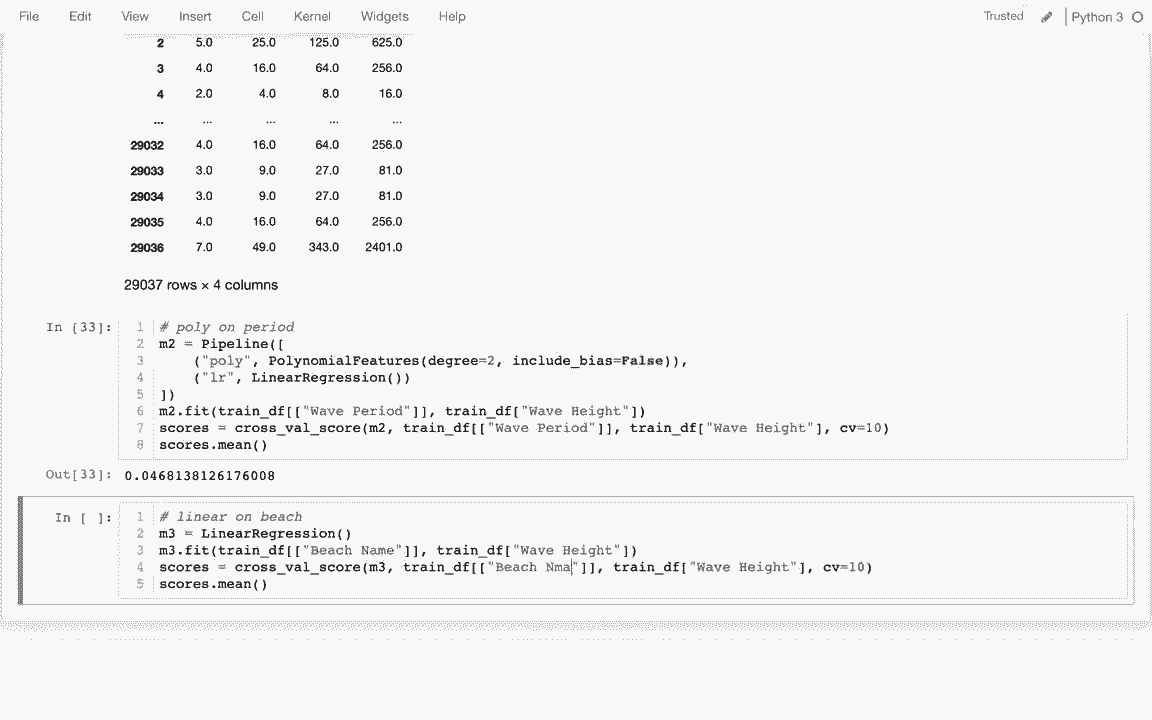 File Edit View Insert Cell Kernel Widgets Help Trusted Python 3
2 5.0 25.0 125.0 625.0
3 4.0 16.0 64.0 256.0
4 2.0 4.0 8.0 16.0
... ... ... ... ...
29032 4.0 16.0 64.0 256.0
29033 3.0 9.0 27.0 81.0
29034 3.0 9.0 27.0 81.0
29035 4.0 16.0 64.0 256.0
29036 7.0 49.0 343.0 2401.0
29037 rows × 4 columns
In [33]: 1 # poly on period
2 m2 = Pipeline([
3 ("poly", PolynomialFeatures(degree=2, include_bias=False)),
4 ("lr", LinearRegression())
5 ])
6 m2.fit(train_df[["Wave Period"]], train_df["Wave Height"])
7 scores = cross_val_score(m2, train_df[["Wave Period"]], train_df["Wave Height"], cv=10)
8 scores.mean()
Out[33]: 0.0468138126176008
In [ ]: 1 # linear on beach
2 m3 = LinearRegression()
3 m3.fit(train_df[["Beach Name"]], train_df["Wave Height"])
4 scores = cross_val_score(m3, train_df[["Beach Nma"]], train_df["Wave Height"], cv=10)
5 scores.mean()